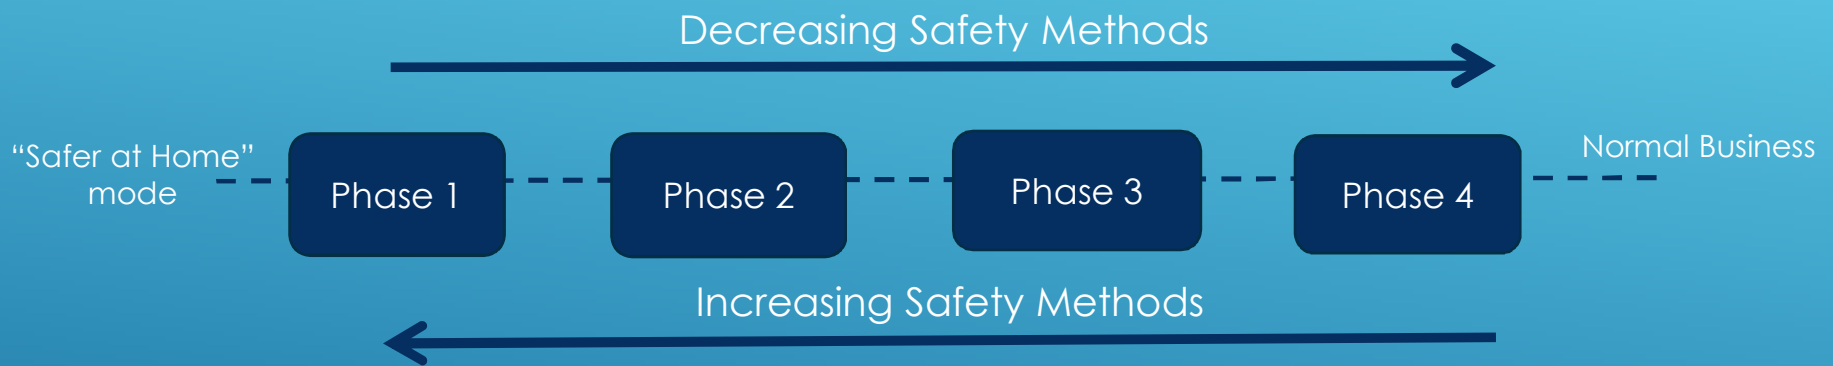 Decreasing Safety Methods
“Safer at Home”
mode
Phase 1
Phase 2
Phase 3
Phase 4
Normal Business
Increasing Safety Methods